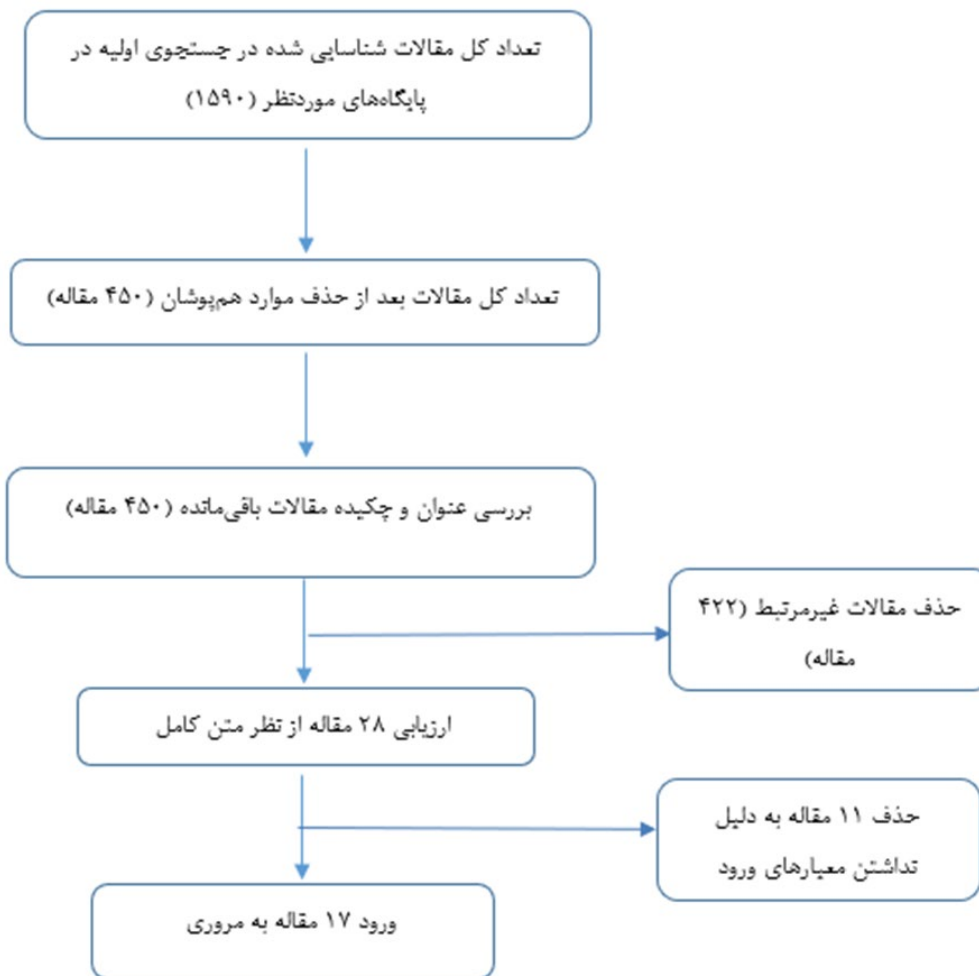 تعداد کل مقالات شناسایی شده در جستجوی اولیه در
پایگاه‌های موردنظر (۱۵۹۰)
تعداد کل مقالات بعد از حذف موارد هم‌پوشان (۴۵۰ مقاله)
بررسی عنوان و چکیده مقالات باقی‌مانده (۴۵۰ مقاله)
حذف مقالات غیرمرتبط (۴۲۲
مقاله)
ارزیابی ۲۸ مقاله از نظر متن کامل
حذف ۱۱ مقاله به دلیل
نداشتن معیارهای ورود
ورود ۱۷ مقاله به مروری